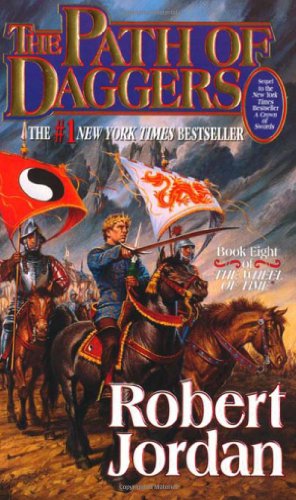 THE PATH OF
DAGGERS
Sequel
to the
New York
Times
Bestseller
A Crown
of Swords
THE #1 NEW YORK TIMES BESTSELLER
Book Eight
of
THE WHEEL
OF TIME
Robert
Jordan